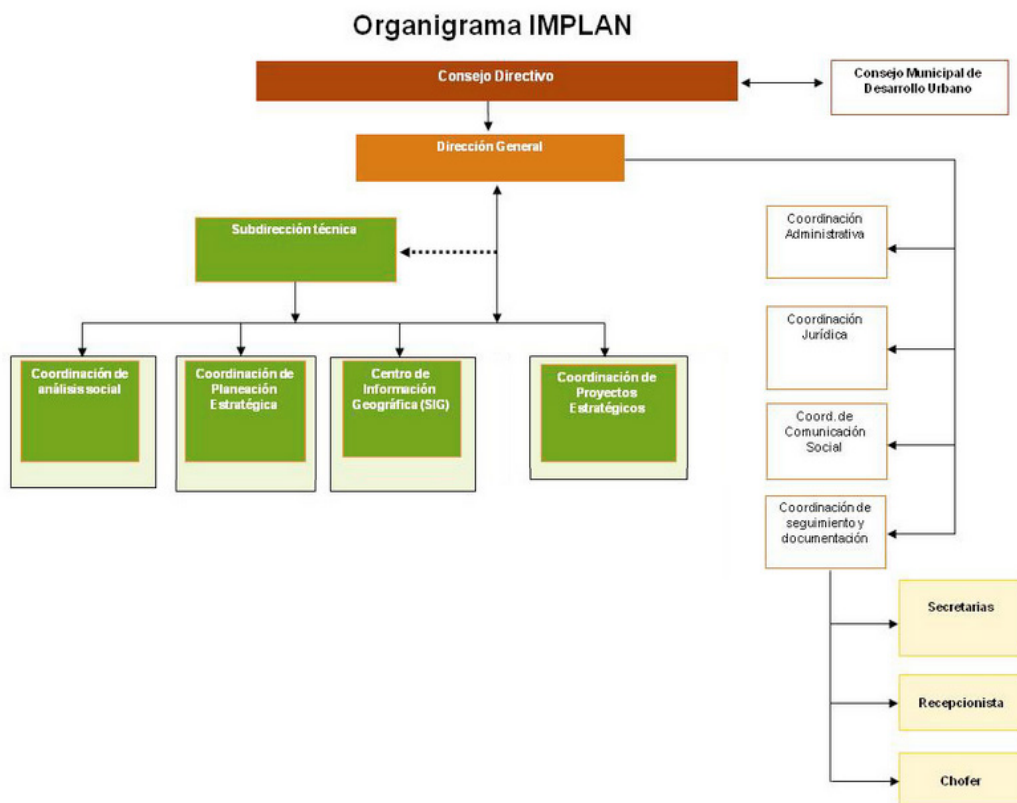 Organigrama IMPLAN
Consejo Directivo
Consejo Municipal de
Desarrollo Urbano
Dirección General
Subdirección técnica
Coordinación
Administrativa
Coordinación
Jurídica
Coordinación de
análisis social
Coordinación de
Planeación
Estratégica
Centro de
Información
Geográfica (SIG)
Coordinación de
Proyectos
Estratégicos
Coord. de
Comunicación
Social
Coordinación de
seguimiento y
documentación
Secretarias
Recepcionista
Chofer